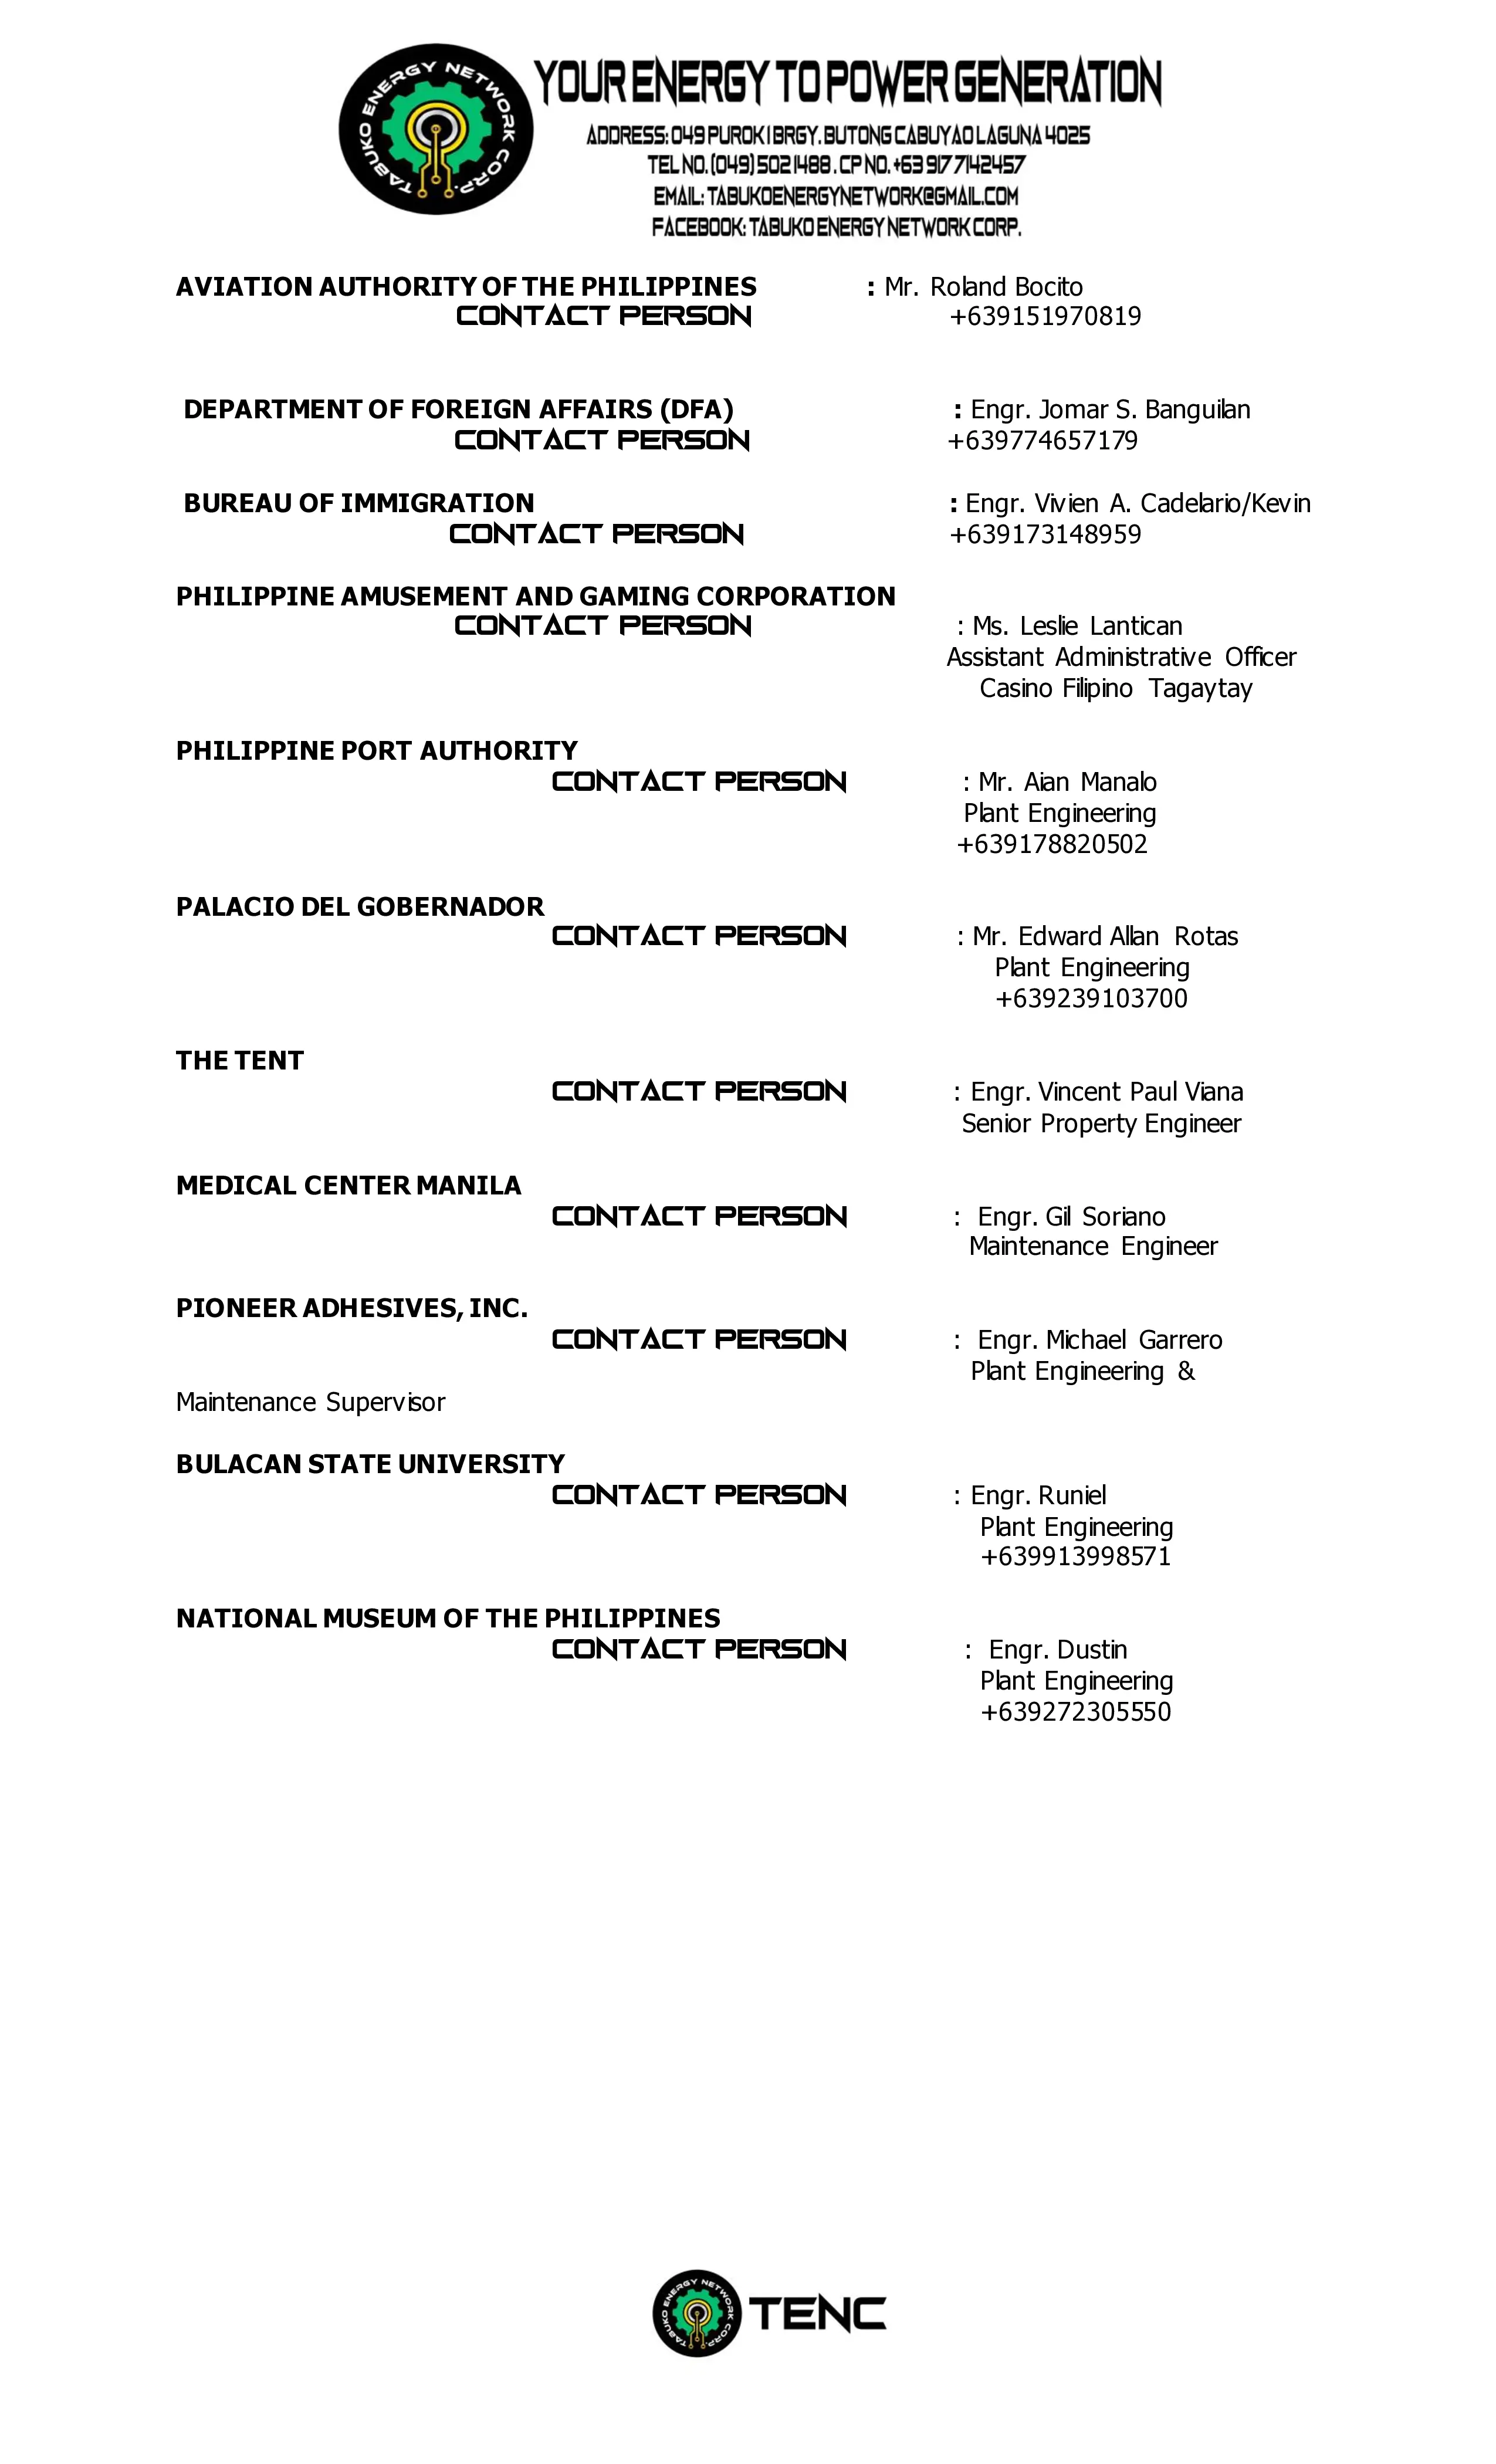 TABUKO ENERGY NETWORK CORP.
YOUR ENERGY TO POWER GENERATION
ADDRESS: 049 PUROK 1 BRGY. BUTONG CABUYAO LAGUNA 4025
TEL NO. (049) 502 1488 . CP NO. +63 917 7142457
EMAIL: TABUKOENERGYNETWORK@GMAIL.COM
FACEBOOK: TABUKO ENERGY NETWORK CORP.
AVIATION AUTHORITY OF THE PHILIPPINES : Mr. Roland Bocito
CONTACT PERSON +639151970819
DEPARTMENT OF FOREIGN AFFAIRS (DFA) : Engr. Jomar S. Banguilan
CONTACT PERSON +639774657179
BUREAU OF IMMIGRATION : Engr. Vivien A. Cadelario/Kevin
CONTACT PERSON +639173148959
PHILIPPINE AMUSEMENT AND GAMING CORPORATION
CONTACT PERSON : Ms. Leslie Lantican
Assistant Administrative Officer
Casino Filipino Tagaytay
PHILIPPINE PORT AUTHORITY
CONTACT PERSON : Mr. Aian Manalo
Plant Engineering
+639178820502
PALACIO DEL GOBERNADOR
CONTACT PERSON : Mr. Edward Allan Rotas
Plant Engineering
+639239103700
THE TENT
CONTACT PERSON : Engr. Vincent Paul Viana
Senior Property Engineer
MEDICAL CENTER MANILA
CONTACT PERSON : Engr. Gil Soriano
Maintenance Engineer
PIONEER ADHESIVES, INC.
CONTACT PERSON : Engr. Michael Garrero
Plant Engineering &
Maintenance Supervisor
BULACAN STATE UNIVERSITY
CONTACT PERSON : Engr. Runiel
Plant Engineering
+639913998571
NATIONAL MUSEUM OF THE PHILIPPINES
CONTACT PERSON : Engr. Dustin
Plant Engineering
+639272305550
TABUKO ENERGY NETWORK CORP.
TENC